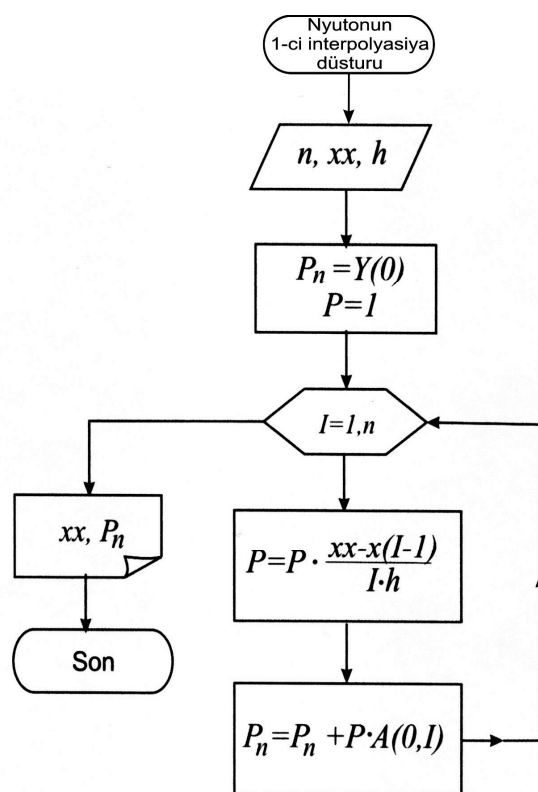 Nyutonun
1-ci interpolyasiya
düsturu
n, xx, h
Pn =Y(0)
P=1
I=1,n
xx, Pn
Son
P=P · xx-x(I-1)
I·h
Pn=Pn +P·A(0,I)